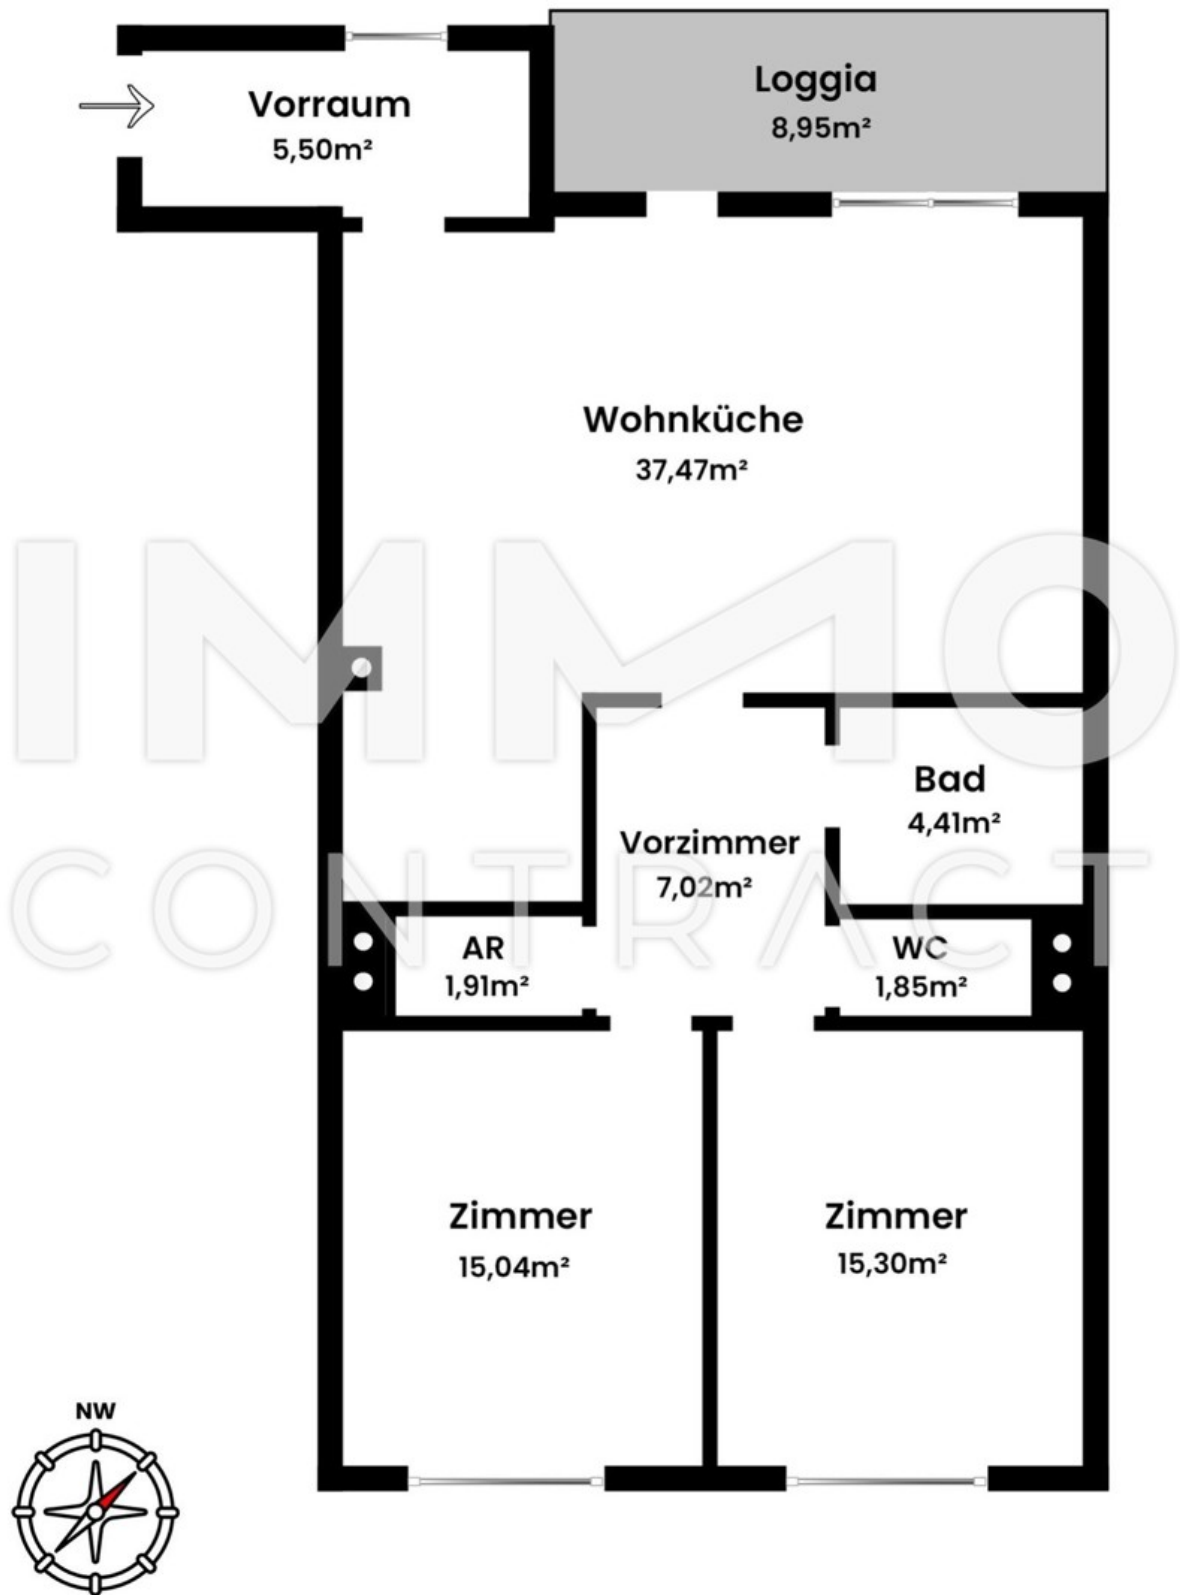 Loggia
8,95m²
Vorraum
5,50m²
Wohnküche
37,47m²
IMMO
CONTRACT
Bad
4,41m²
Vorzimmer
7,02m²
AR
1,91m²
WC
1,85m²
Zimmer
15,04m²
Zimmer
15,30m²
NW